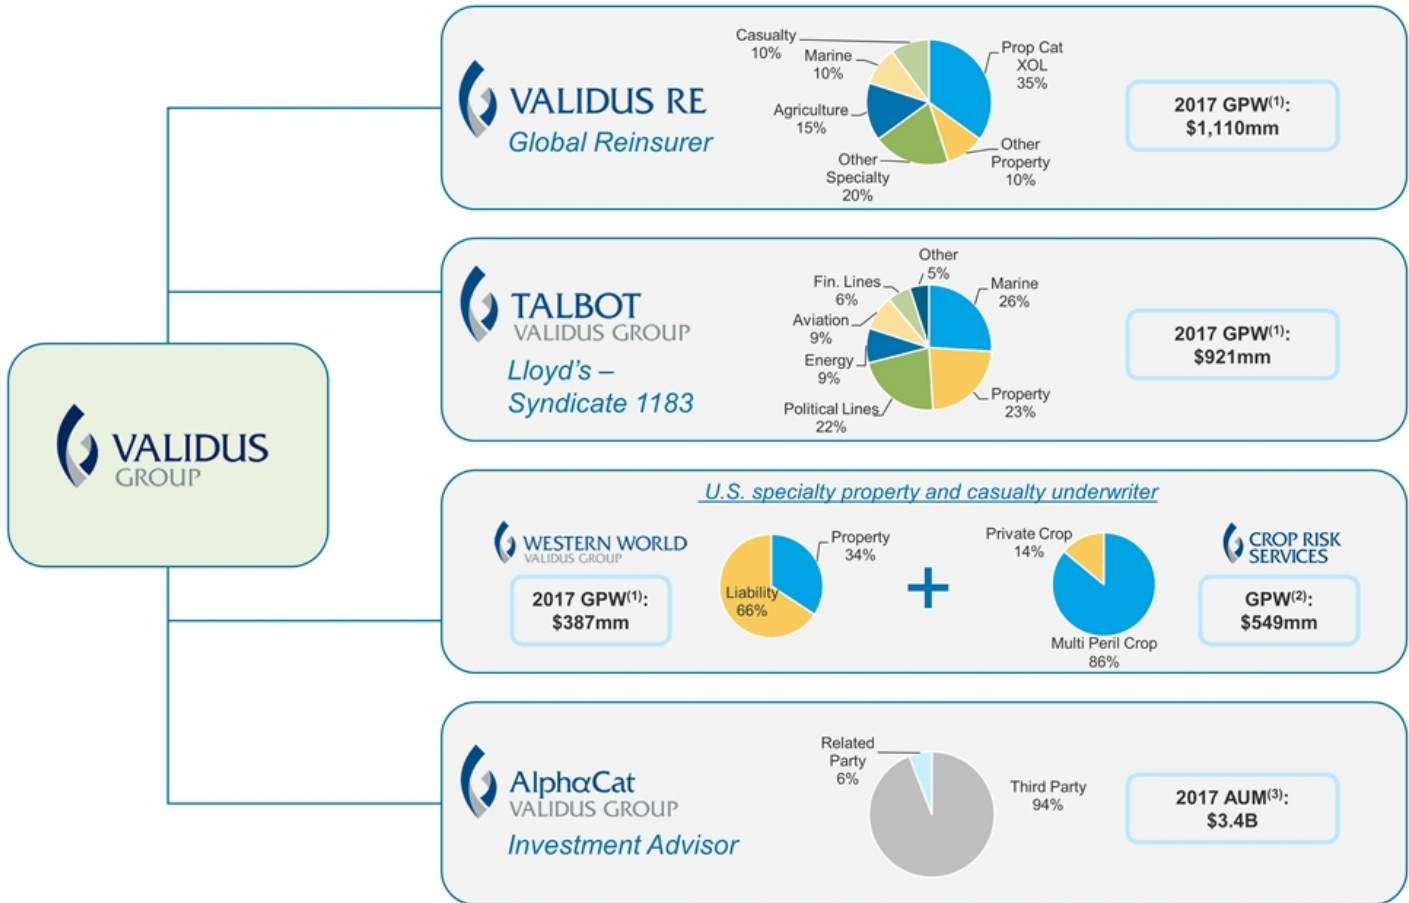 VALIDUS
GROUP
VALIDUS RE
Global Reinsurer
Casualty
10%
Marine
10%
Agriculture
15%
Other
Specialty
20%
Prop Cat
XOL
35%
Other
Property
10%
2017 GPW(1):
$1,110mm
TALBOT
VALIDUS GROUP
Lloyd’s –
Syndicate 1183
Other
5%
Fin. Lines
6%
Aviation
9%
Energy
9%
Political Lines
22%
Marine
26%
Property
23%
2017 GPW(1):
$921mm
U.S. specialty property and casualty underwriter
WESTERN WORLD
VALIDUS GROUP
2017 GPW(1):
$387mm
Property
34%
Liability
66%
+
Private Crop
14%
Multi Peril Crop
86%
CROP RISK
SERVICES
GPW(2):
$549mm
AlphαCat
VALIDUS GROUP
Investment Advisor
Related
Party
6%
Third Party
94%
2017 AUM(3):
$3.4B